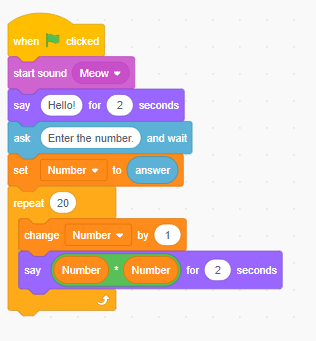 when clicked
start sound Meow
say Hello! for 2 seconds
ask Enter the number. and wait
set Number to answer
repeat 20
change Number by 1
say Number * Number for 2 seconds